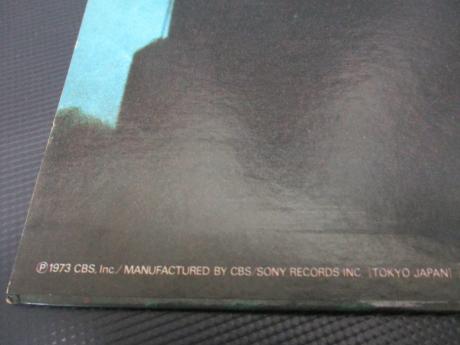 ℗1973 CBS, Inc./MANUFACTURED BY CBS/SONY RECORDS INC. [TOKYO JAPAN]